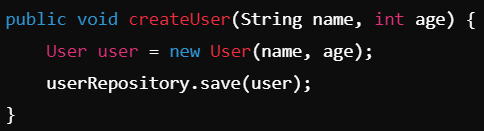 public void createUser(String name, int age) {
    User user = new User(name, age);
    userRepository.save(user);
}